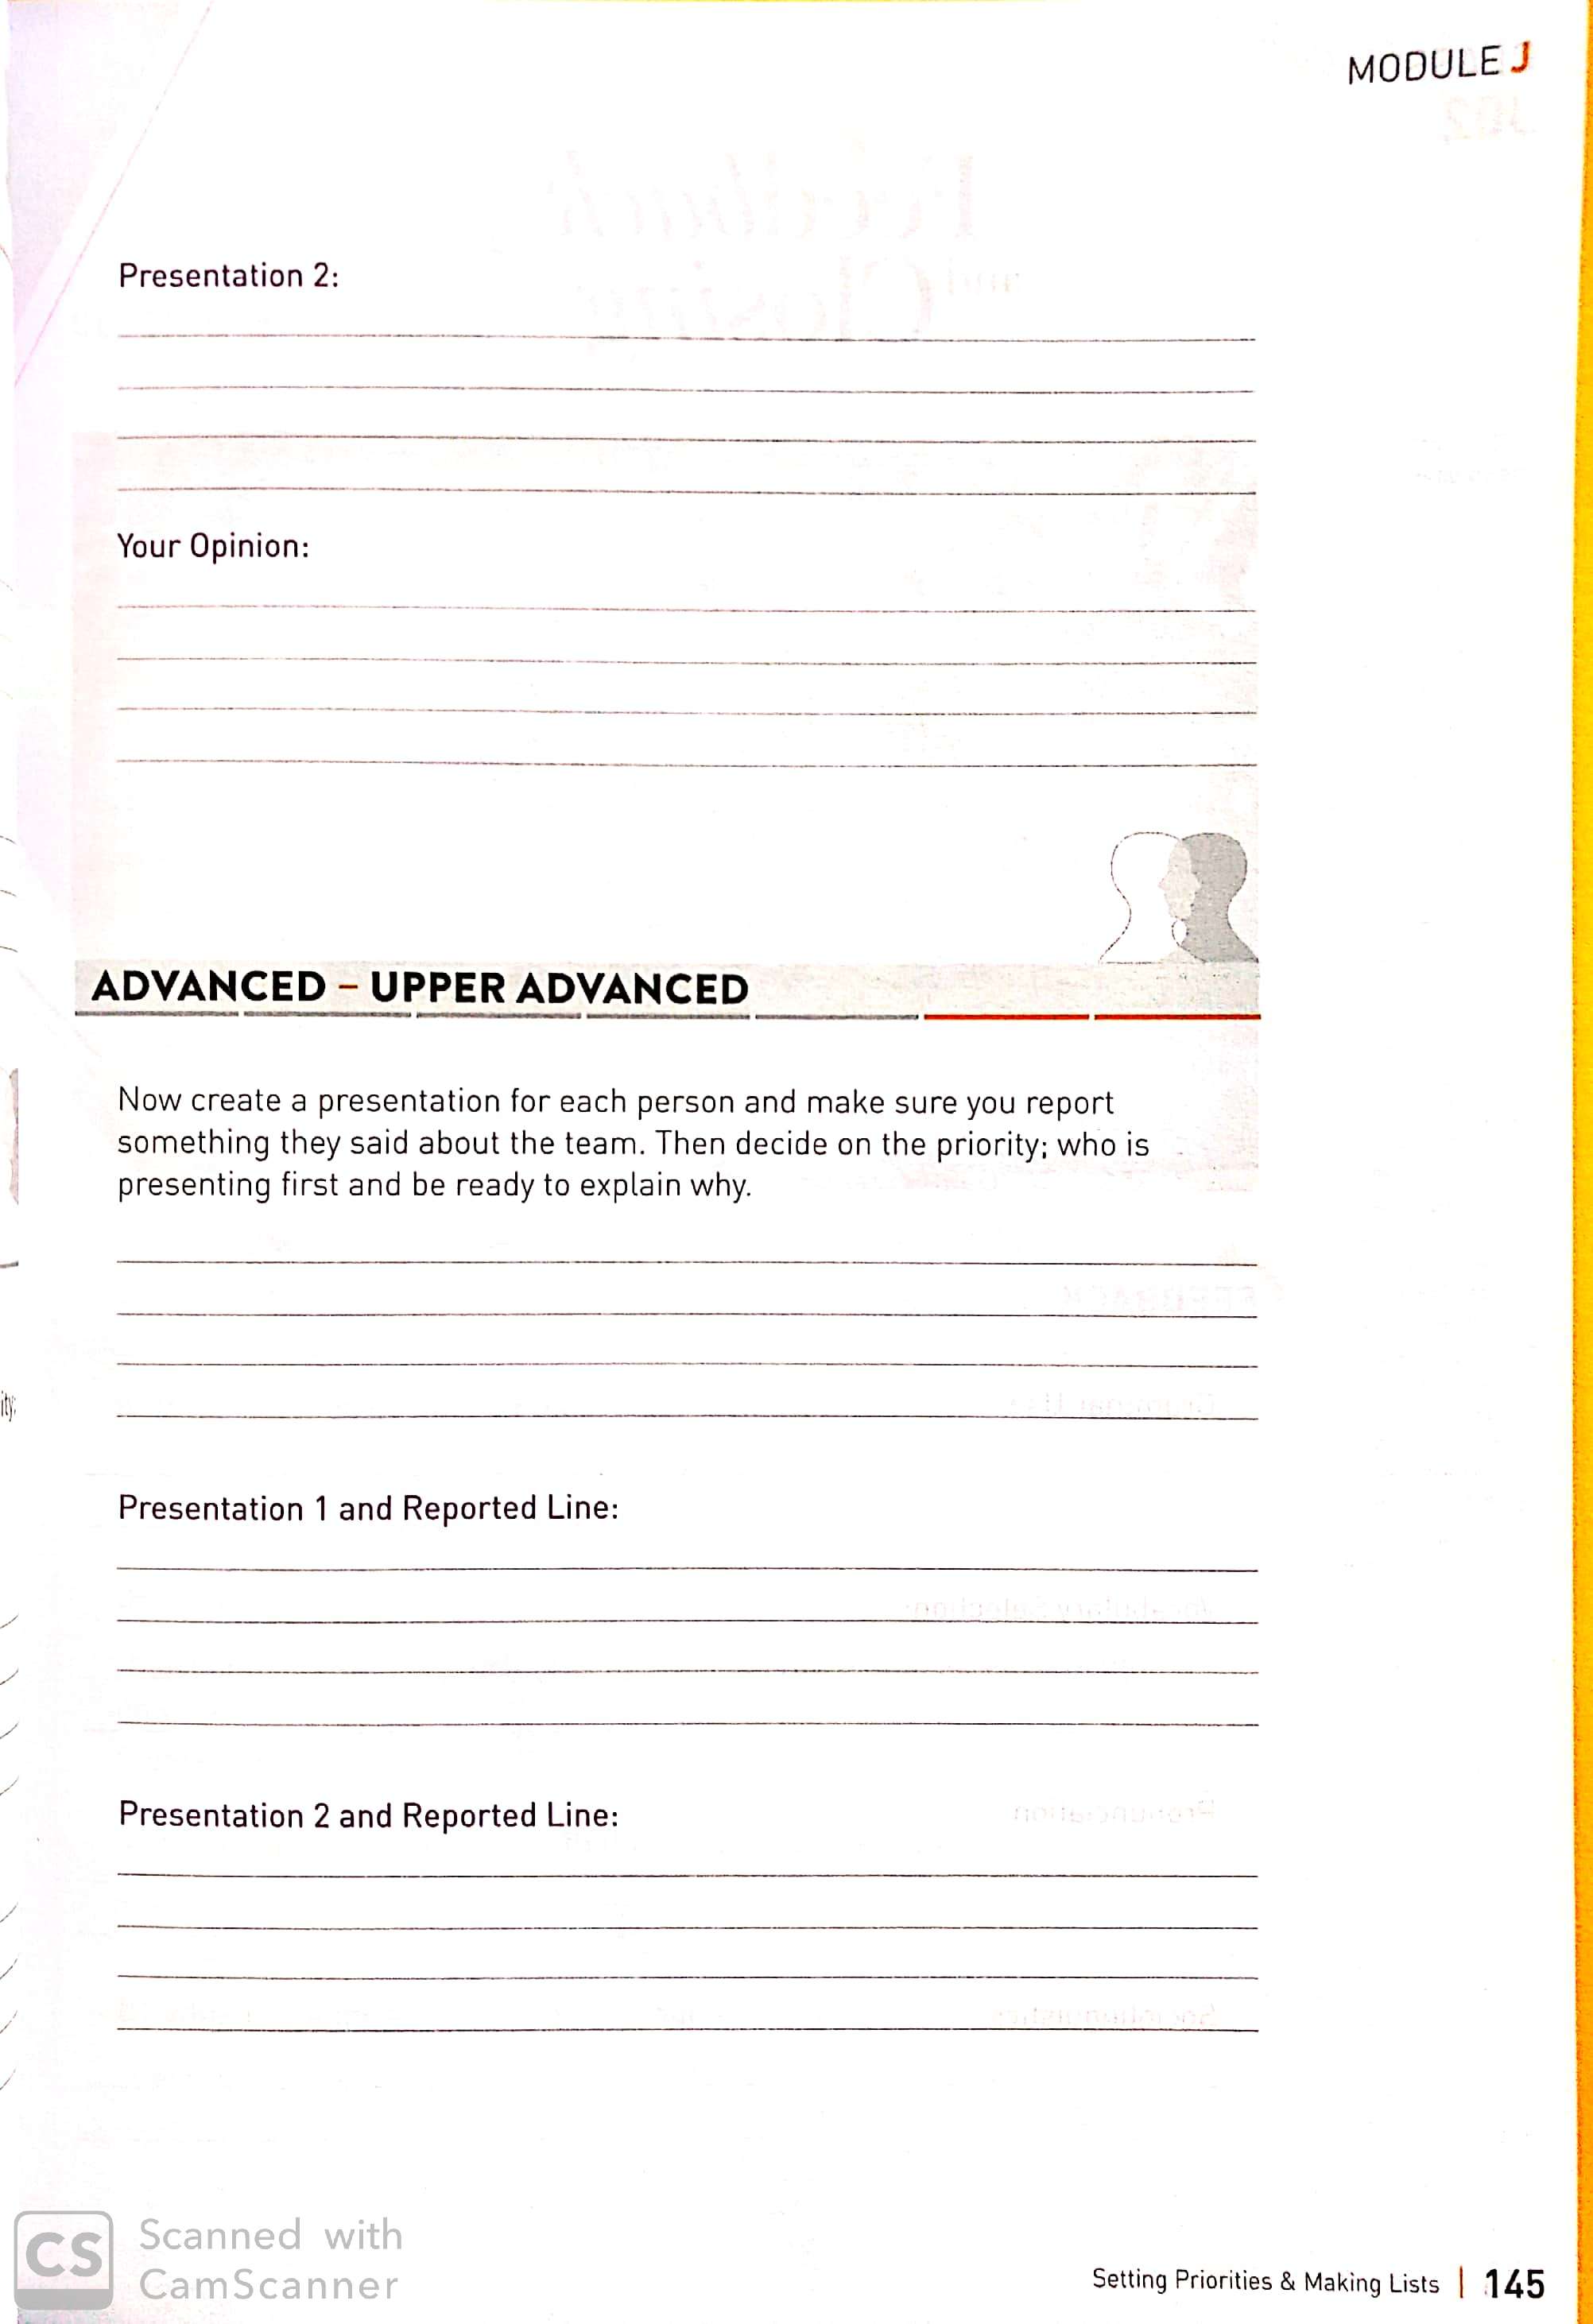 MODULE J
Presentation 2:
Your Opinion:
ADVANCED – UPPER ADVANCED
Now create a presentation for each person and make sure you report
something they said about the team. Then decide on the priority; who is
presenting first and be ready to explain why.
Presentation 1 and Reported Line:
Presentation 2 and Reported Line:
CS Scanned with
CamScanner
Setting Priorities & Making Lists | 145